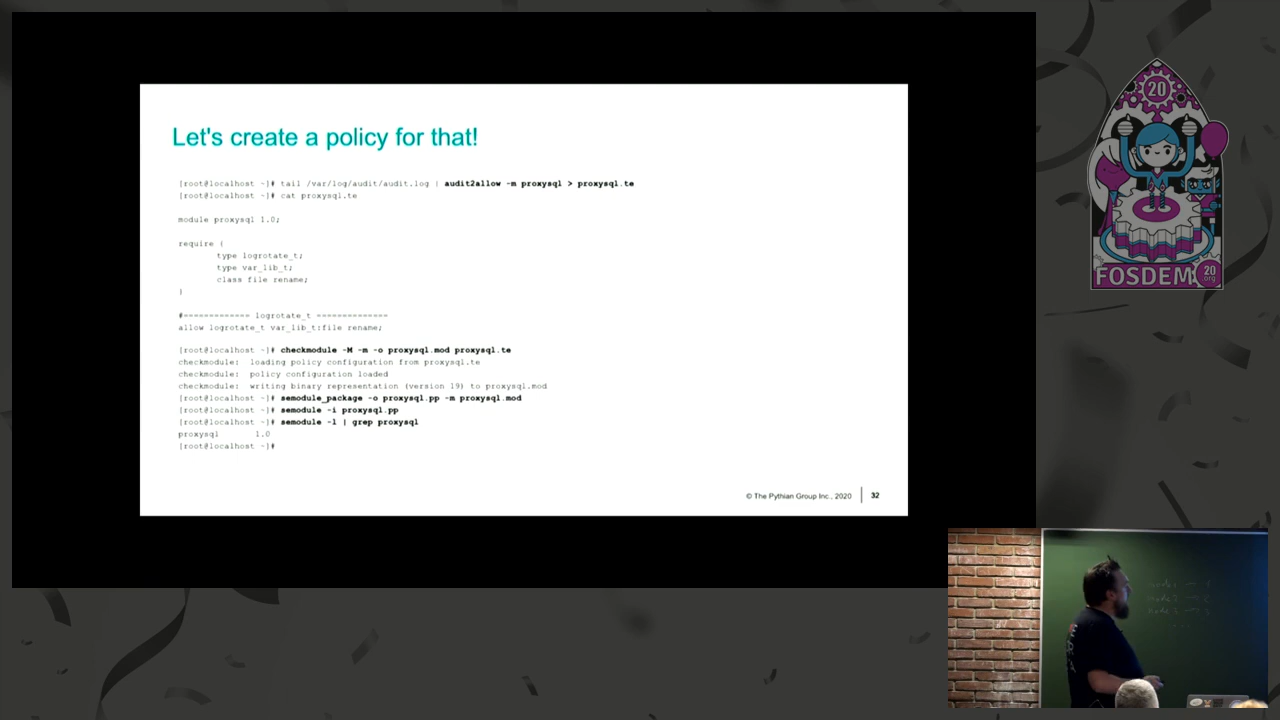 Let's create a policy for that!
[root@localhost ~]# tail /var/log/audit/audit.log | audit2allow -m proxysql > proxysql.te
[root@localhost ~]# cat proxysql.te
module proxysql 1.0;
require {
type logrotate_t;
type var_lib_t;
class file rename;
}
#============= logrotate_t ==============
allow logrotate_t var_lib_t:file rename;
[root@localhost ~]# checkmodule -M -m -o proxysql.mod proxysql.te
checkmodule:  loading policy configuration from proxysql.te
checkmodule:  policy configuration loaded
checkmodule:  writing binary representation (version 19) to proxysql.mod
[root@localhost ~]# semodule_package -o proxysql.pp -m proxysql.mod
[root@localhost ~]# semodule -i proxysql.pp
[root@localhost ~]# semodule -l | grep proxysql
proxysql 1.0
[root@localhost ~]#
© The Pythian Group Inc., 2020 32
20
FOSDEM 20 .org